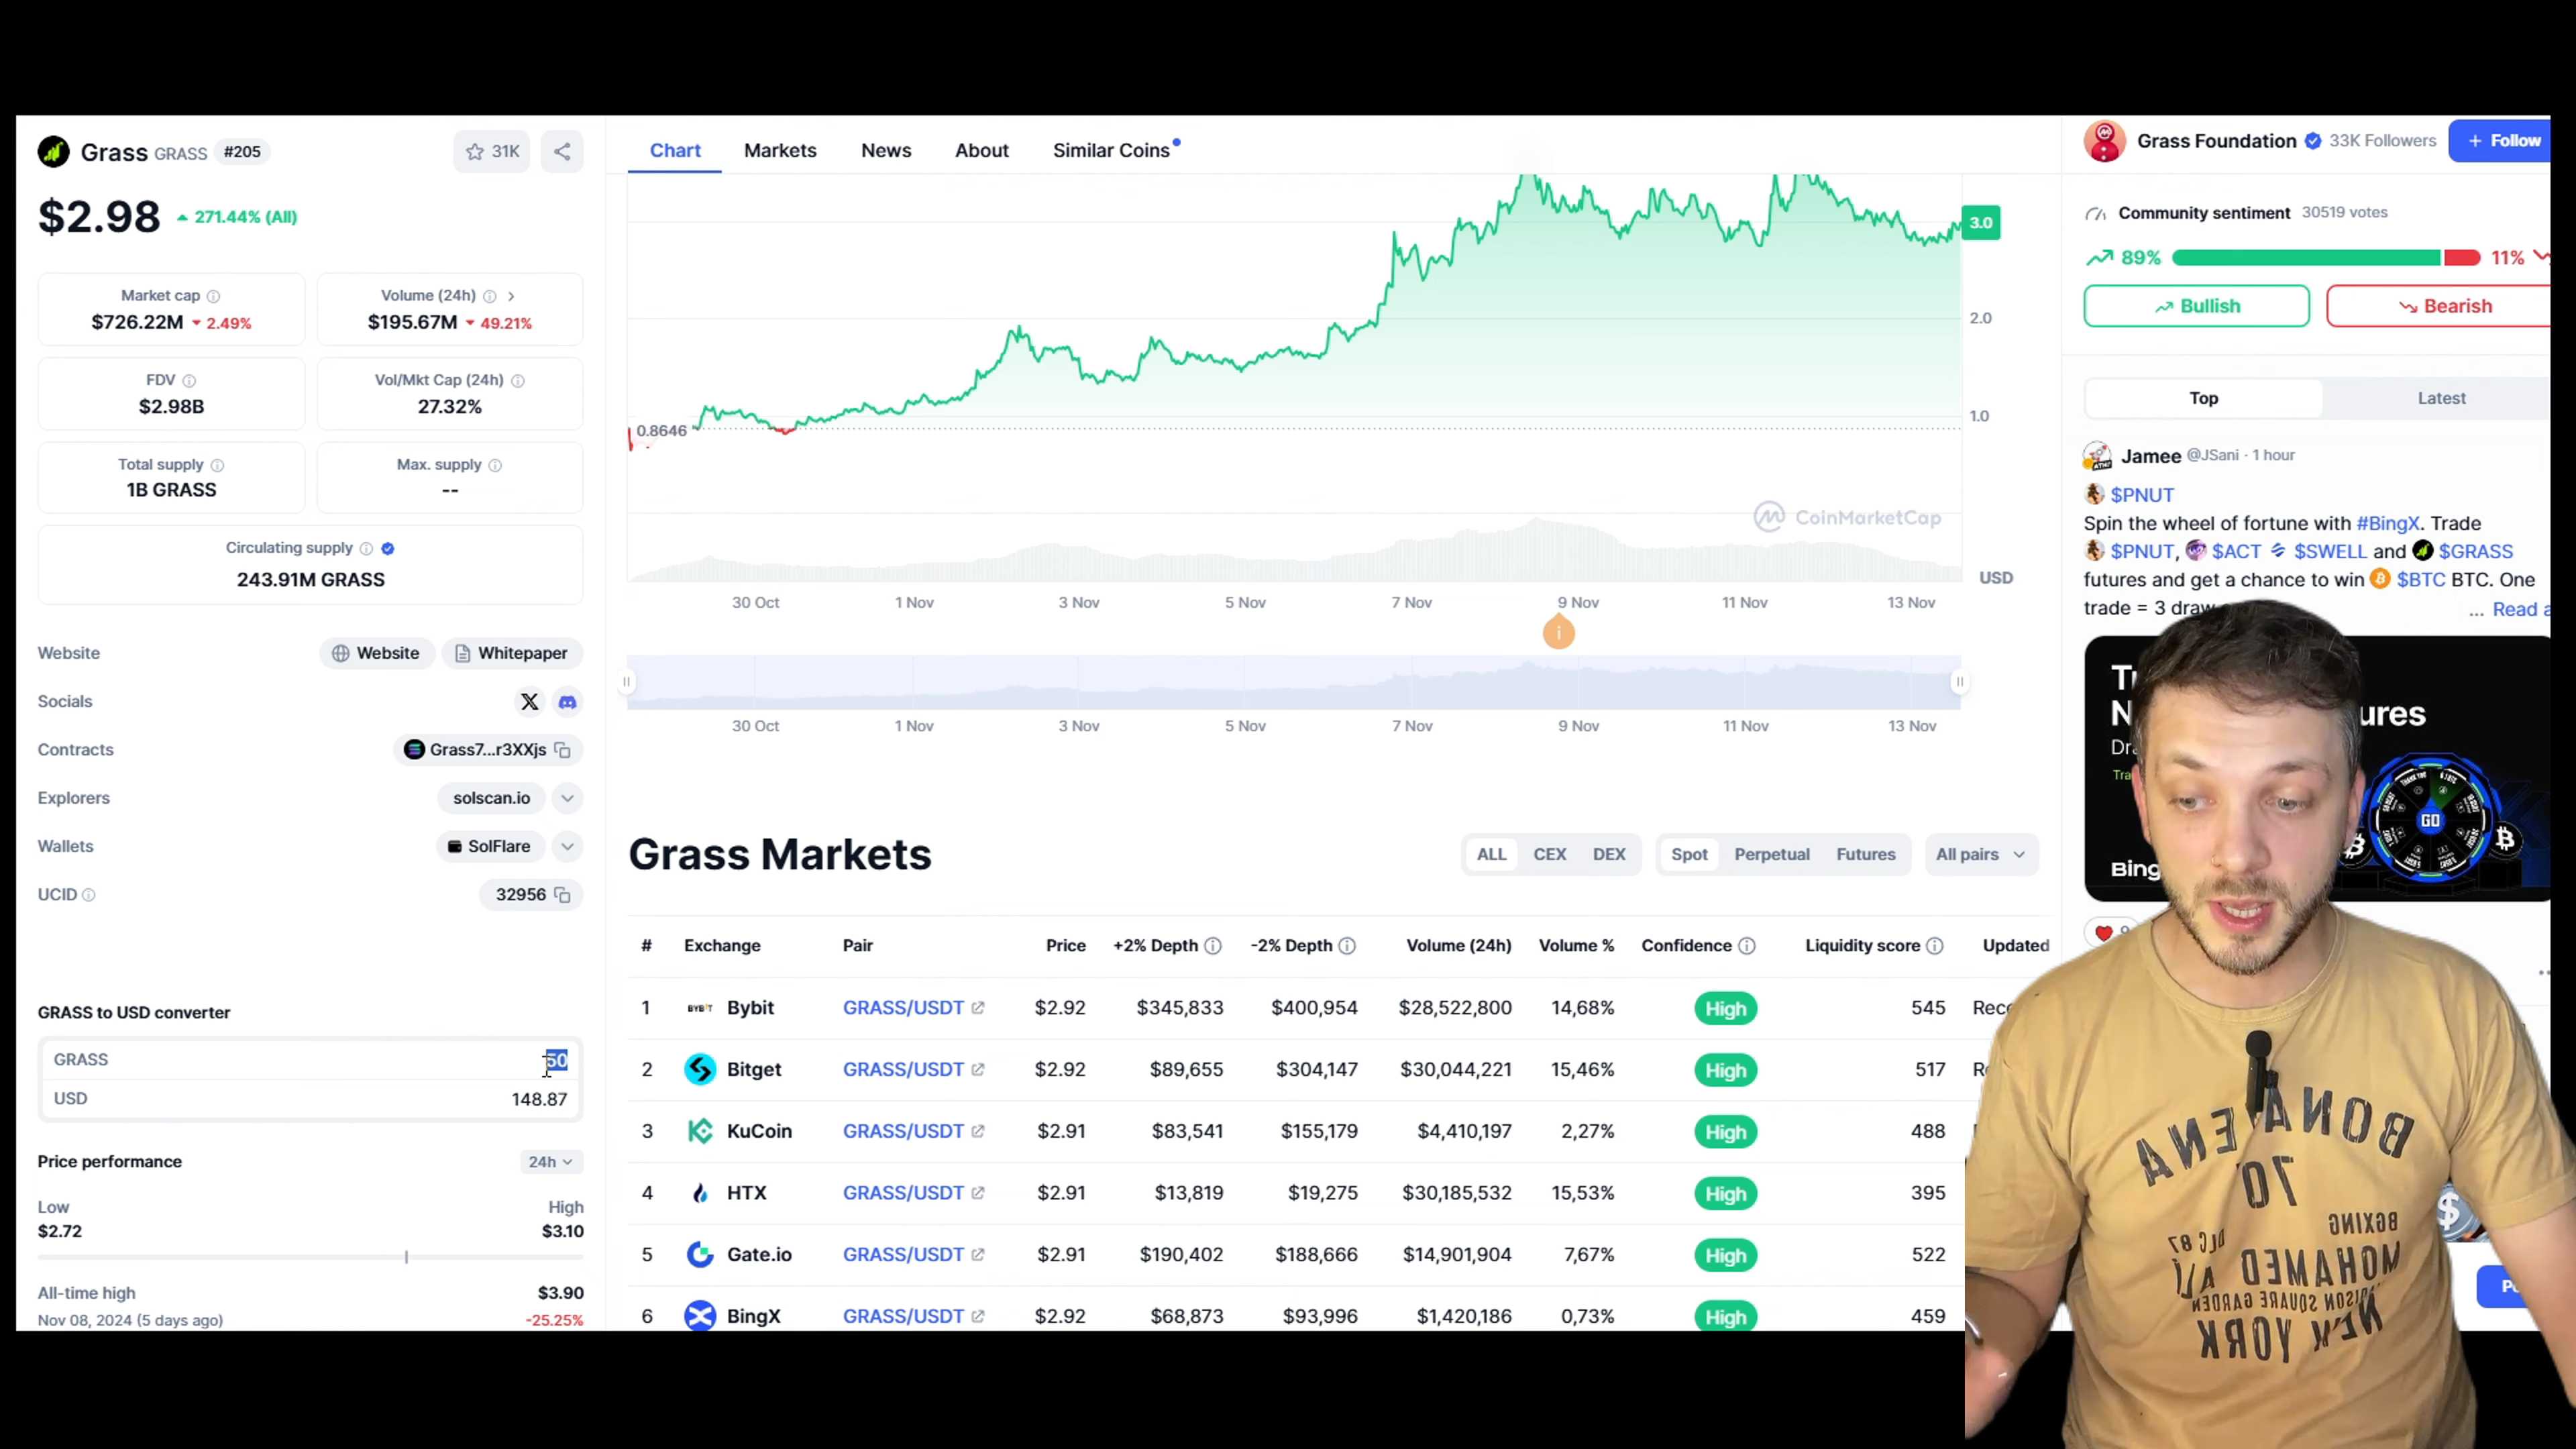 Grass GRASS #205
31K
$2.98 271.44% (All)
Market cap
$726.22M 2.49%
Volume (24h)
$195.67M 49.21%
FDV
$2.98B
Vol/Mkt Cap (24h)
27.32%
Total supply
1B GRASS
Max. supply
--
Circulating supply
243.91M GRASS
Website Website Whitepaper
Socials
Contracts Grass7...r3XXjs
Explorers solscan.io
Wallets SolFlare
UCID 32956
GRASS to USD converter
GRASS 50
USD 148.87
Price performance 24h
Low High
$2.72 $3.10
All-time high $3.90
Nov 08, 2024 (5 days ago) -25.25%
Chart Markets News About Similar Coins
3.0
2.0
1.0
0.8646
CoinMarketCap
USD
30 Oct 1 Nov 3 Nov 5 Nov 7 Nov 9 Nov 11 Nov 13 Nov
30 Oct 1 Nov 3 Nov 5 Nov 7 Nov 9 Nov 11 Nov 13 Nov
Grass Markets
ALL CEX DEX Spot Perpetual Futures All pairs
# Exchange Pair Price +2% Depth -2% Depth Volume (24h) Volume % Confidence Liquidity score Updated
1 BYBIT Bybit GRASS/USDT $2.92 $345,833 $400,954 $28,522,800 14,68% High 545
2 Bitget GRASS/USDT $2.92 $89,655 $304,147 $30,044,221 15,46% High 517
3 KuCoin GRASS/USDT $2.91 $83,541 $155,179 $4,410,197 2,27% High 488
4 HTX GRASS/USDT $2.91 $13,819 $19,275 $30,185,532 15,53% High 395
5 Gate.io GRASS/USDT $2.91 $190,402 $188,666 $14,901,904 7,67% High 522
6 BingX GRASS/USDT $2.92 $68,873 $93,996 $1,420,186 0,73% High 459
Grass Foundation 33K Followers + Follow
Community sentiment 30519 votes
89% 11%
Bullish Bearish
Top Latest
Jamee @JSani · 1 hour
$PNUT
Spin the wheel of fortune with #BingX. Trade
$PNUT, $ACT $SWELL and $GRASS
futures and get a chance to win $BTC BTC. One
trade = 3 draw
... Read
GO
BONAVENA
70
BOXING
MOHAMED
ALI
MADISON SQUARE GARDEN
NEW YORK